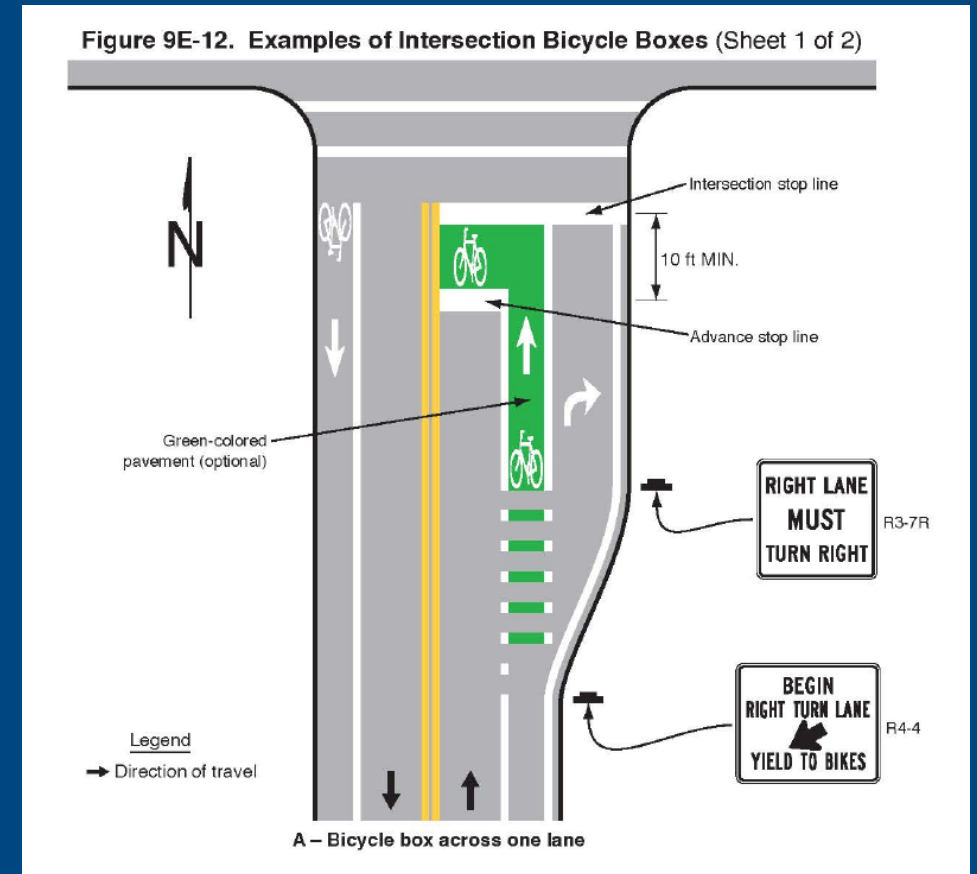 Figure 9E-12. Examples of Intersection Bicycle Boxes (Sheet 1 of 2)
N
Intersection stop line
10 ft MIN.
Advance stop line
Green-colored
pavement (optional)
RIGHT LANE
MUST
TURN RIGHT
R3-7R
BEGIN
RIGHT TURN LANE
YIELD TO BIKES
R4-4
Legend
Direction of travel
A – Bicycle box across one lane